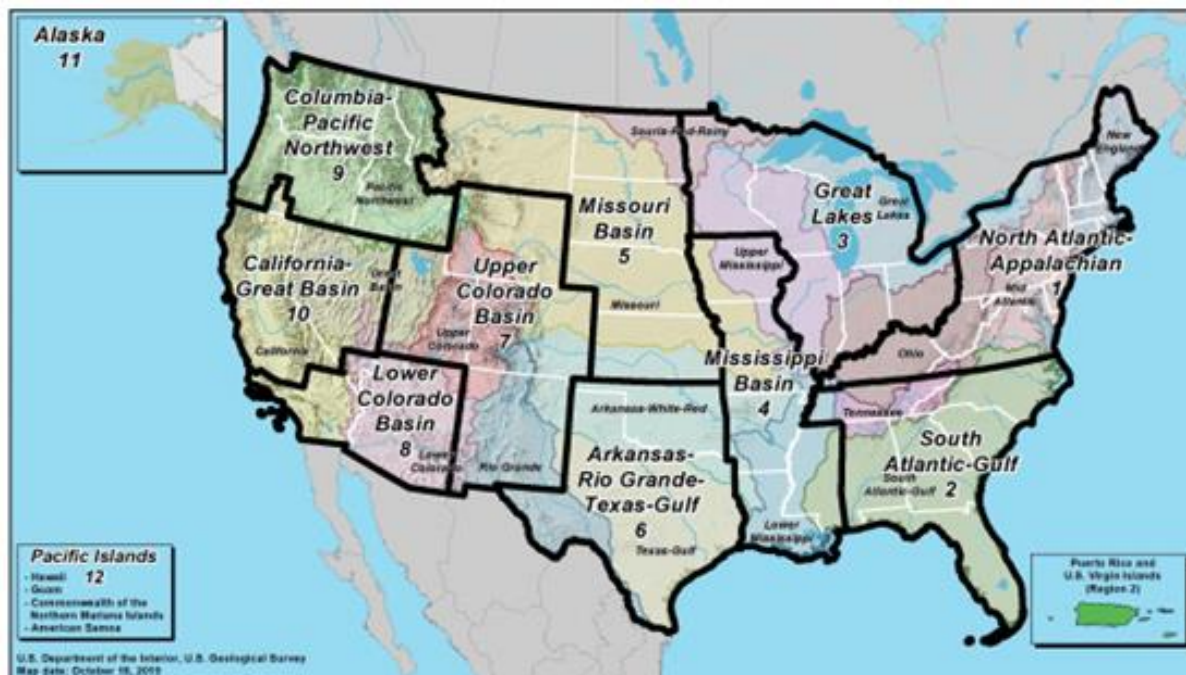 Alaska
11
Columbia-
Pacific
Northwest
9
Pacific
Northwest
Souris-Red-Rainy
New
England
Missouri
Basin
5
Missouri
Great
Lakes
3
Great
Lakes
North Atlantic-
Appalachian
1
Mid
Atlantic
Upper
Mississippi
California-
Great Basin
10
Great
Basin
California
Upper
Colorado
Basin
7
Upper
Colorado
Ohio
Mississippi
Basin
4
Lower
Colorado
Basin
8
Lower
Colorado
Rio Grande
Arkansas-White-Red
Tennessee
Arkansas-
Rio Grande-
Texas-Gulf
6
Texas-Gulf
South
Atlantic-Gulf
2
South
Atlantic-Gulf
Lower
Mississippi
Pacific Islands
12
- Hawaii
- Guam
- Commonwealth of the
Northern Mariana Islands
- American Samoa
Puerto Rico and
U.S. Virgin Islands
(Region 2)
U.S. Department of the Interior, U.S. Geological Survey
Map date: October 18, 2019